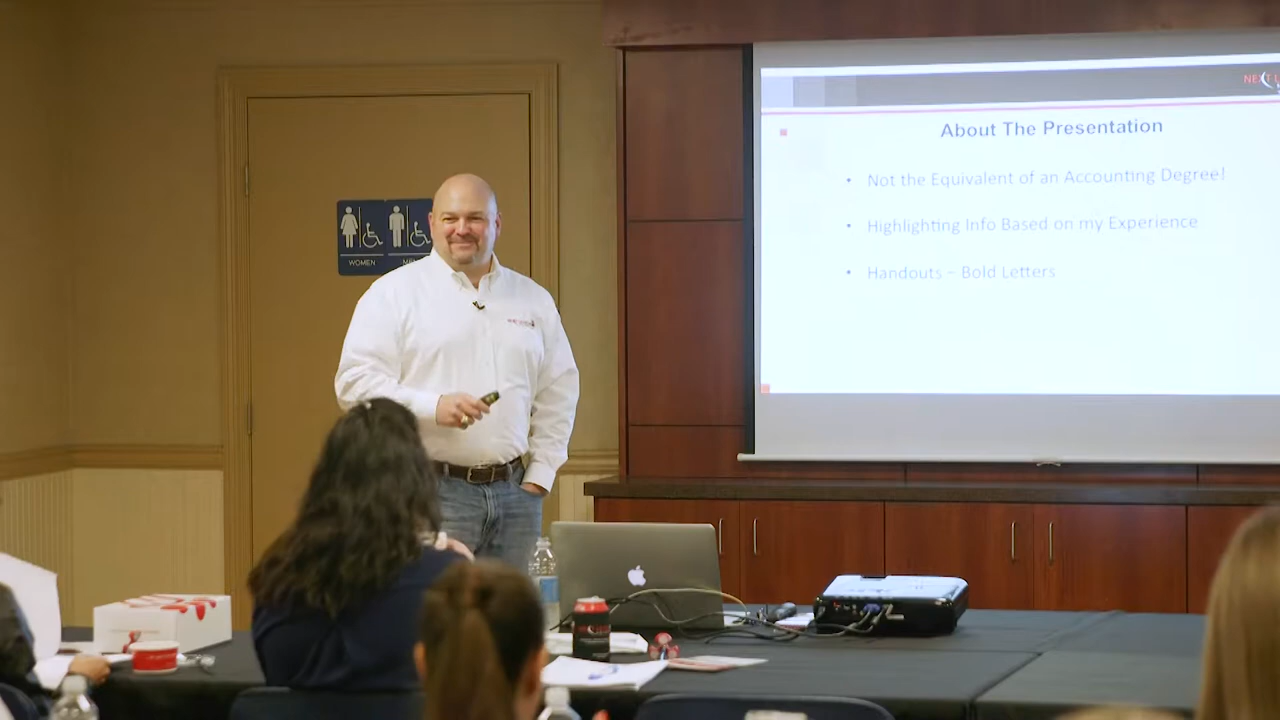 NEXT L
About The Presentation
• Not the Equivalent of an Accounting Degree!
• Highlighting Info Based on my Experience
• Handouts – Bold Letters
WOMEN